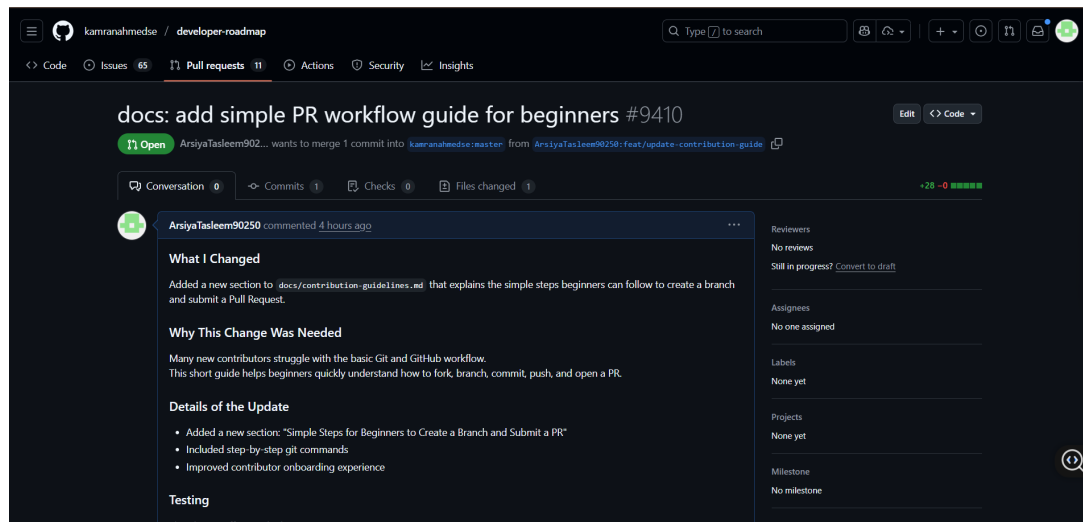 kamranahmedse / developer-roadmap
Type / to search
Code
Issues 65
Pull requests 11
Actions
Security
Insights
docs: add simple PR workflow guide for beginners #9410
Edit
Code
Open
ArsiyaTasleem902... wants to merge 1 commit into kamranahmedse:master from ArsiyaTasleem90250:feat/update-contribution-guide
Conversation 0
Commits 1
Checks 0
Files changed 1
+28 −0
ArsiyaTasleem90250 commented 4 hours ago
What I Changed
Added a new section to docs/contribution-guidelines.md that explains the simple steps beginners can follow to create a branch
and submit a Pull Request.
Why This Change Was Needed
Many new contributors struggle with the basic Git and GitHub workflow.
This short guide helps beginners quickly understand how to fork, branch, commit, push, and open a PR.
Details of the Update
• Added a new section: "Simple Steps for Beginners to Create a Branch and Submit a PR"
• Included step-by-step git commands
• Improved contributor onboarding experience
Testing
Reviewers
No reviews
Still in progress? Convert to draft
Assignees
No one assigned
Labels
None yet
Projects
None yet
Milestone
No milestone